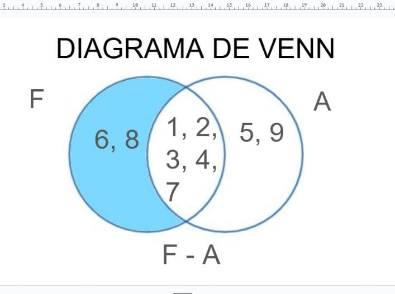 DIAGRAMA DE VENN
F
A
6, 8
1, 2,
3, 4,
7
5, 9
F - A